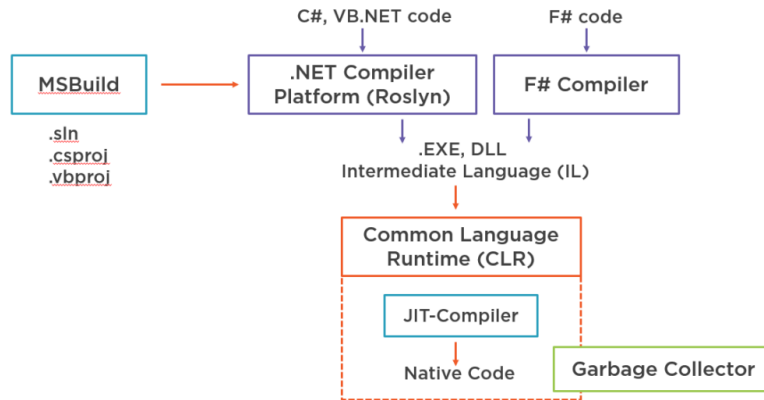 C#, VB.NET code
F# code
MSBuild
.NET Compiler
Platform (Roslyn)
F# Compiler
.sln
.csproj
.vbproj
.EXE, DLL
Intermediate Language (IL)
Common Language
Runtime (CLR)
JIT-Compiler
Native Code
Garbage Collector